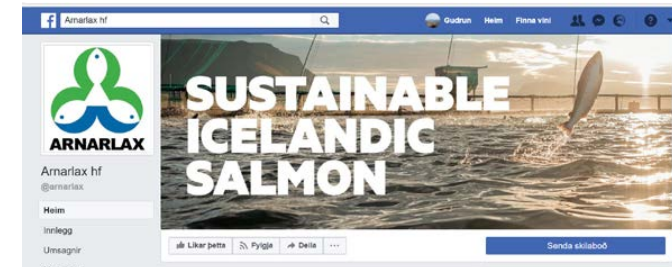 f Arnarlax hf
Gudrun Heim Finna vini
SUSTAINABLE
ICELANDIC
SALMON
ARNARLAX
Arnarlax hf
@arnarlax
Heim
Innlegg
Umsagnir
Líkar þetta Fylgja Deila ...
Senda skilaboð